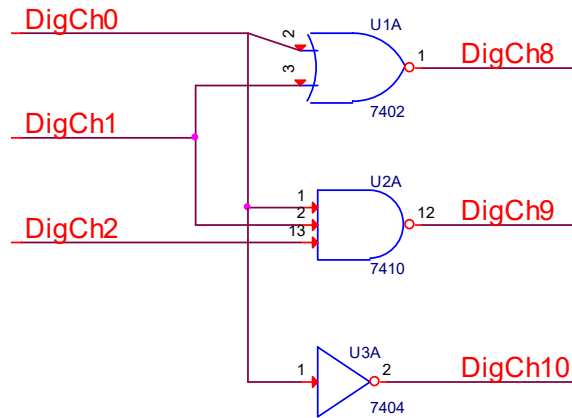 DigCh0
2
U1A
1
DigCh8
3
7402
DigCh1
U2A
1
2
12
DigCh9
DigCh2
13
7410
U3A
1
2
DigCh10
7404